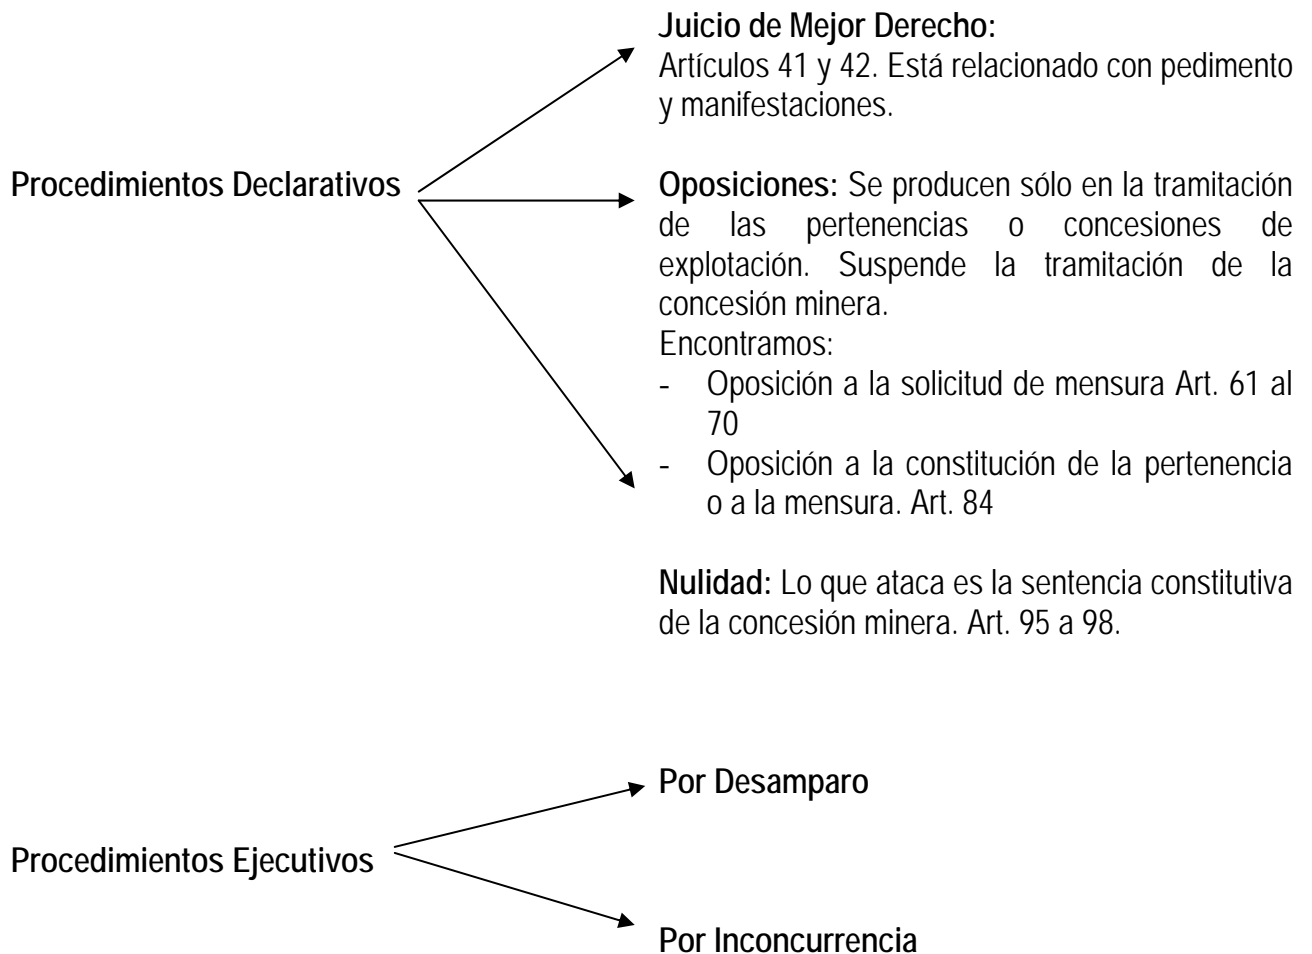 Juicio de Mejor Derecho:
Artículos 41 y 42. Está relacionado con pedimento
y manifestaciones.
Procedimientos Declarativos
Oposiciones: Se producen sólo en la tramitación
de las pertenencias o concesiones de
explotación. Suspende la tramitación de la
concesión minera.
Encontramos:
- Oposición a la solicitud de mensura Art. 61 al
70
- Oposición a la constitución de la pertenencia
o a la mensura. Art. 84
Nulidad: Lo que ataca es la sentencia constitutiva
de la concesión minera. Art. 95 a 98.
Por Desamparo
Procedimientos Ejecutivos
Por Inconcurrencia